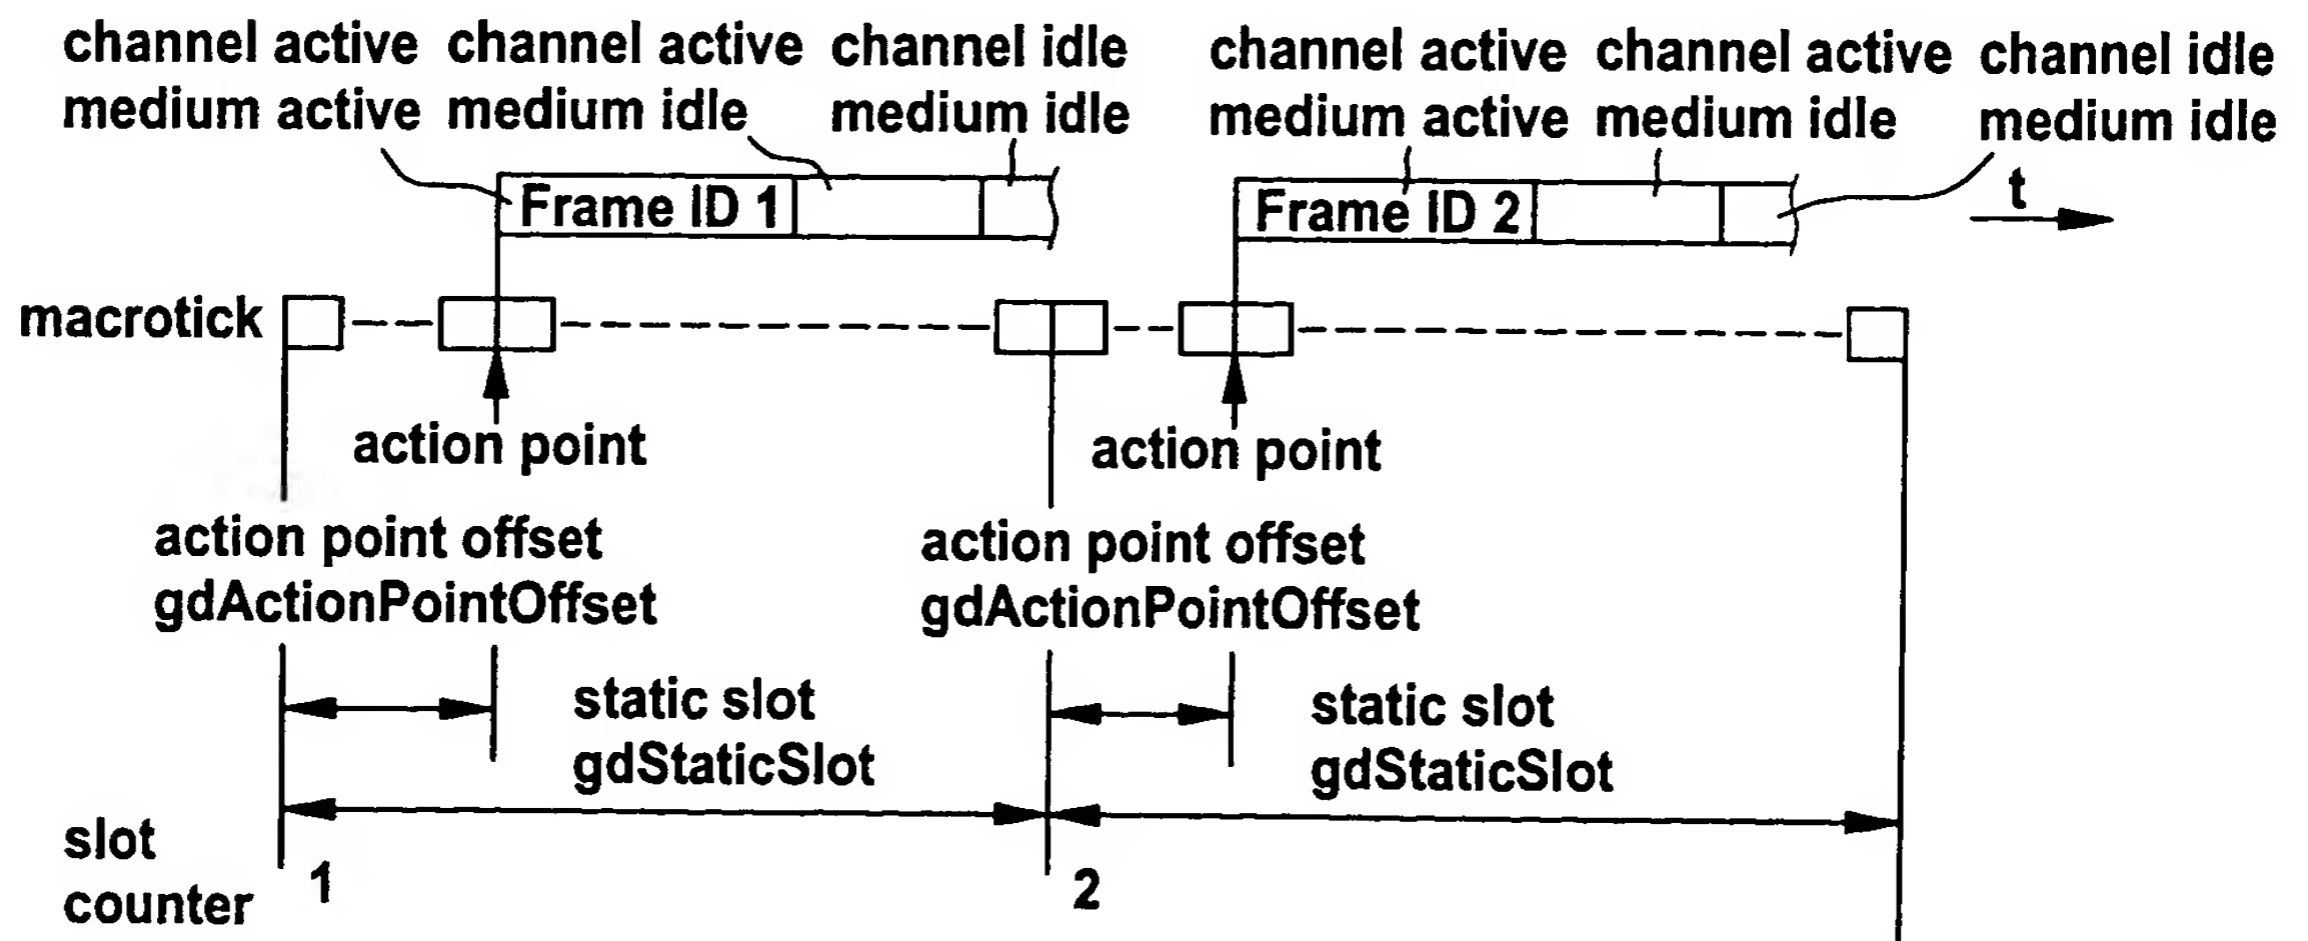 channel active channel active channel idle channel active channel active channel idle
medium active medium idle medium idle medium active medium idle medium idle
Frame ID 1 Frame ID 2 t
macrotick
action point action point
action point offset action point offset
gdActionPointOffset gdActionPointOffset
static slot static slot
gdStaticSlot gdStaticSlot
slot
counter 1 2